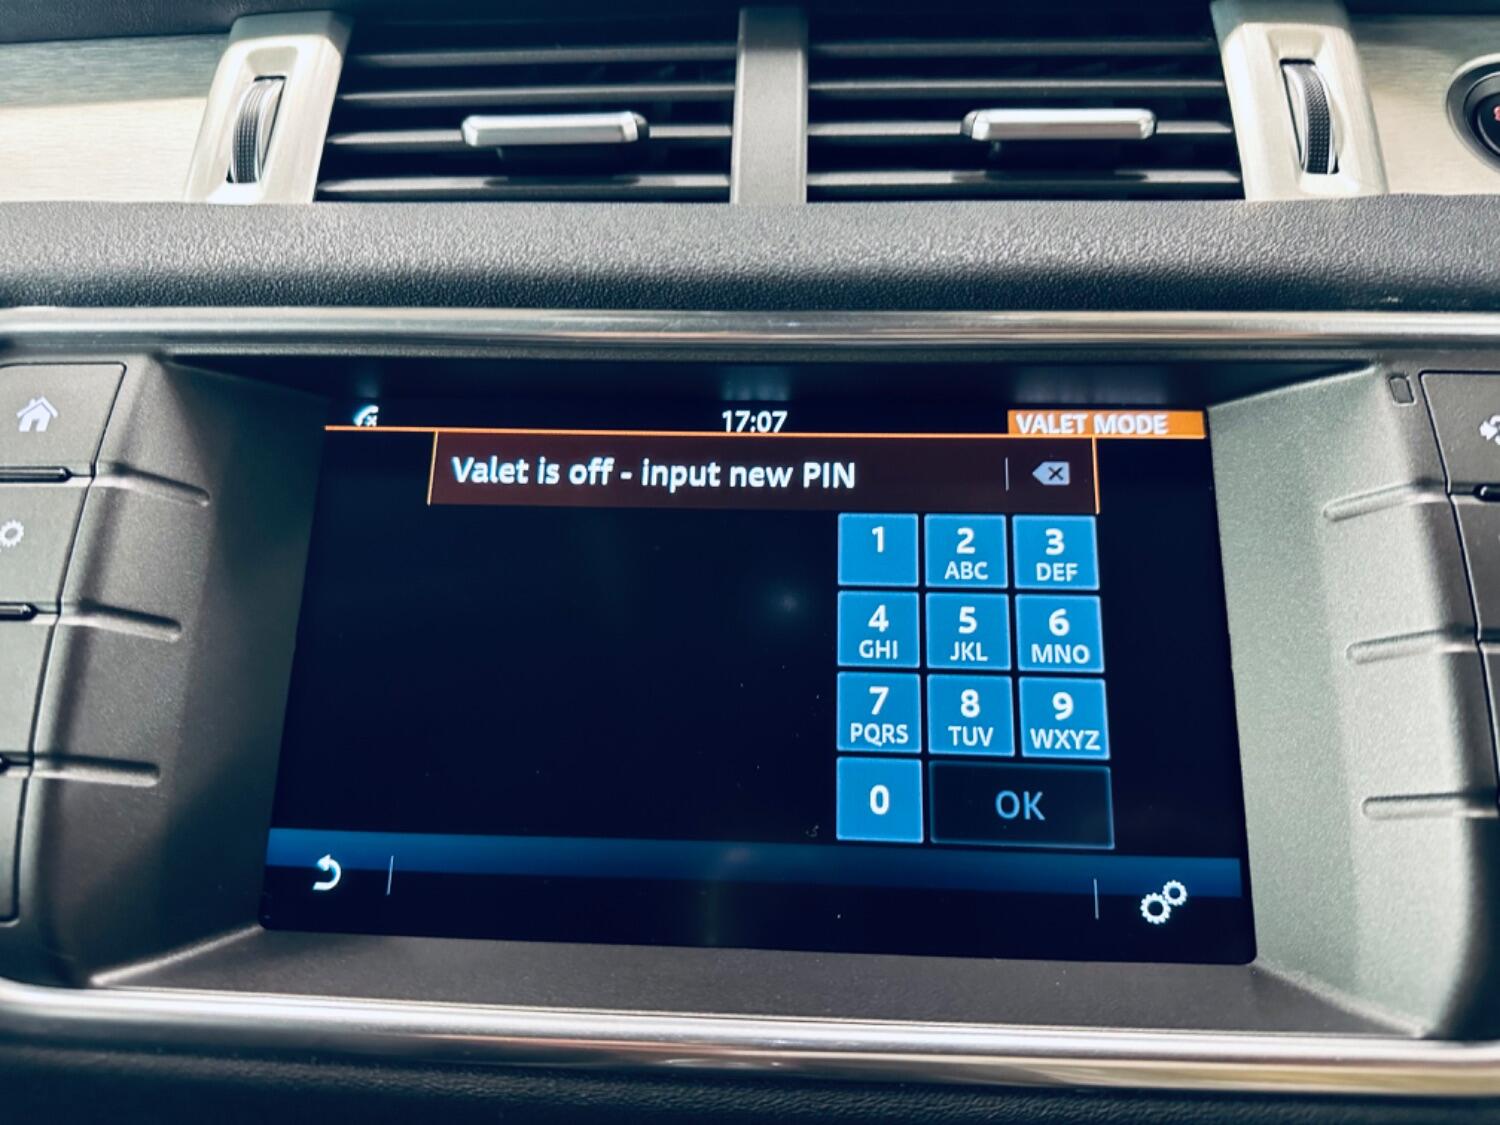 17:07
VALET MODE
Valet is off - input new PIN
1
2
ABC
3
DEF
4
GHI
5
JKL
6
MNO
7
PQRS
8
TUV
9
WXYZ
0
OK